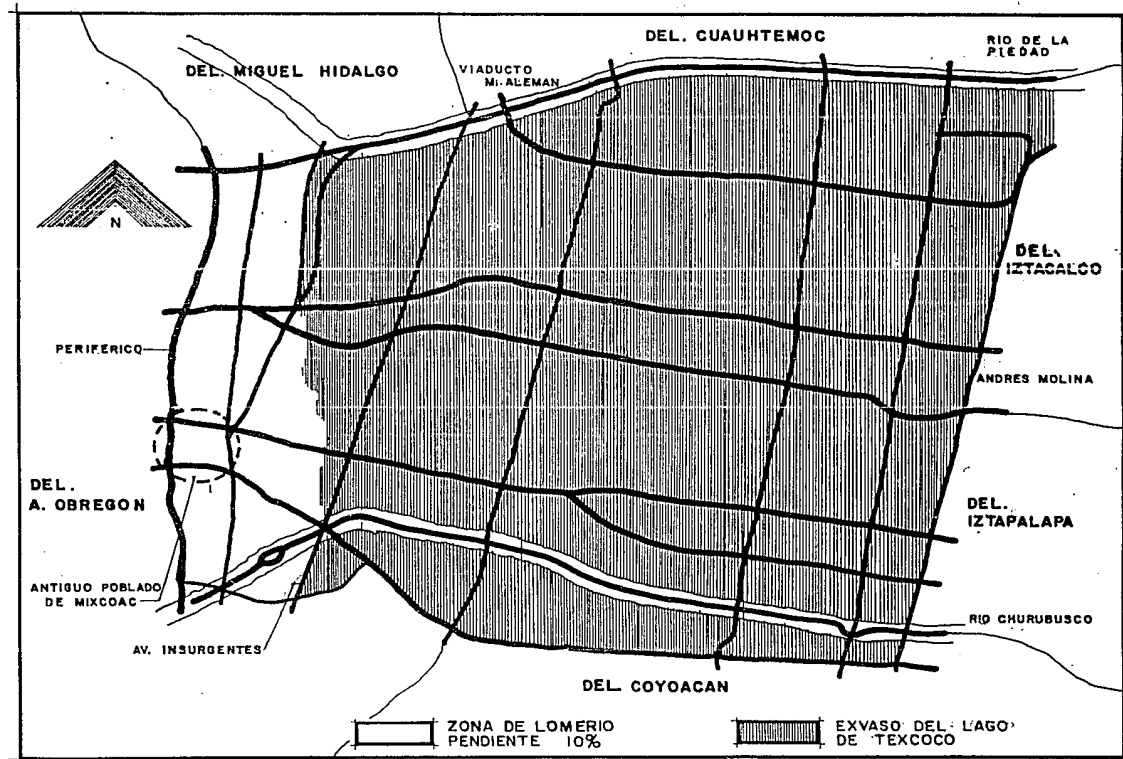 DEL. CUAUHTEMOC
RIO DE LA
PIEDAD
DEL. MIGUEL HIDALGO
VIADUCTO
M. ALEMAN
N
DEL.
IZTACALCO
PERIFÉRICO
ANDRES MOLINA
DEL.
A. OBREGON
DEL.
IZTAPALAPA
ANTIGUO POBLADO
DE MIXCOAC
RIO CHURUBUSCO
AV. INSURGENTES
DEL. COYOACAN
ZONA DE LOMERIO
PENDIENTE 10%
EXVASO DEL LAGO
DE TEXCOCO